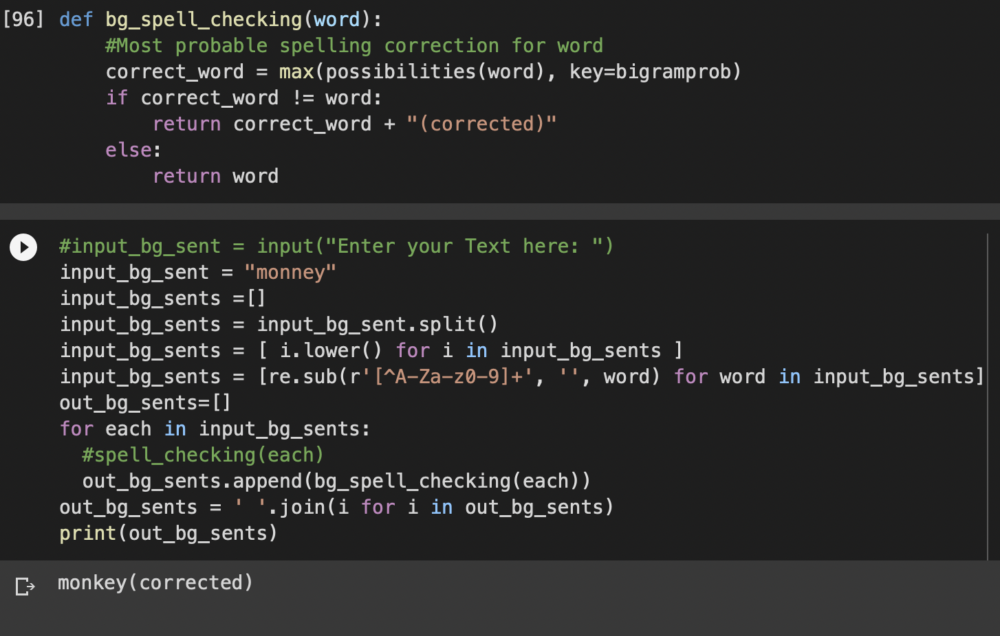 [96] def bg_spell_checking(word):
    #Most probable spelling correction for word
    correct_word = max(possibilities(word), key=bigramprob)
    if correct_word != word:
        return correct_word + "(corrected)"
    else:
        return word
#input_bg_sent = input("Enter your Text here: ")
input_bg_sent = "monney"
input_bg_sents =[]
input_bg_sents = input_bg_sent.split()
input_bg_sents = [ i.lower() for i in input_bg_sents ]
input_bg_sents = [re.sub(r'[^A-Za-z0-9]+', '', word) for word in input_bg_sents]
out_bg_sents=[]
for each in input_bg_sents:
  #spell_checking(each)
  out_bg_sents.append(bg_spell_checking(each))
out_bg_sents = ' '.join(i for i in out_bg_sents)
print(out_bg_sents)
monkey(corrected)